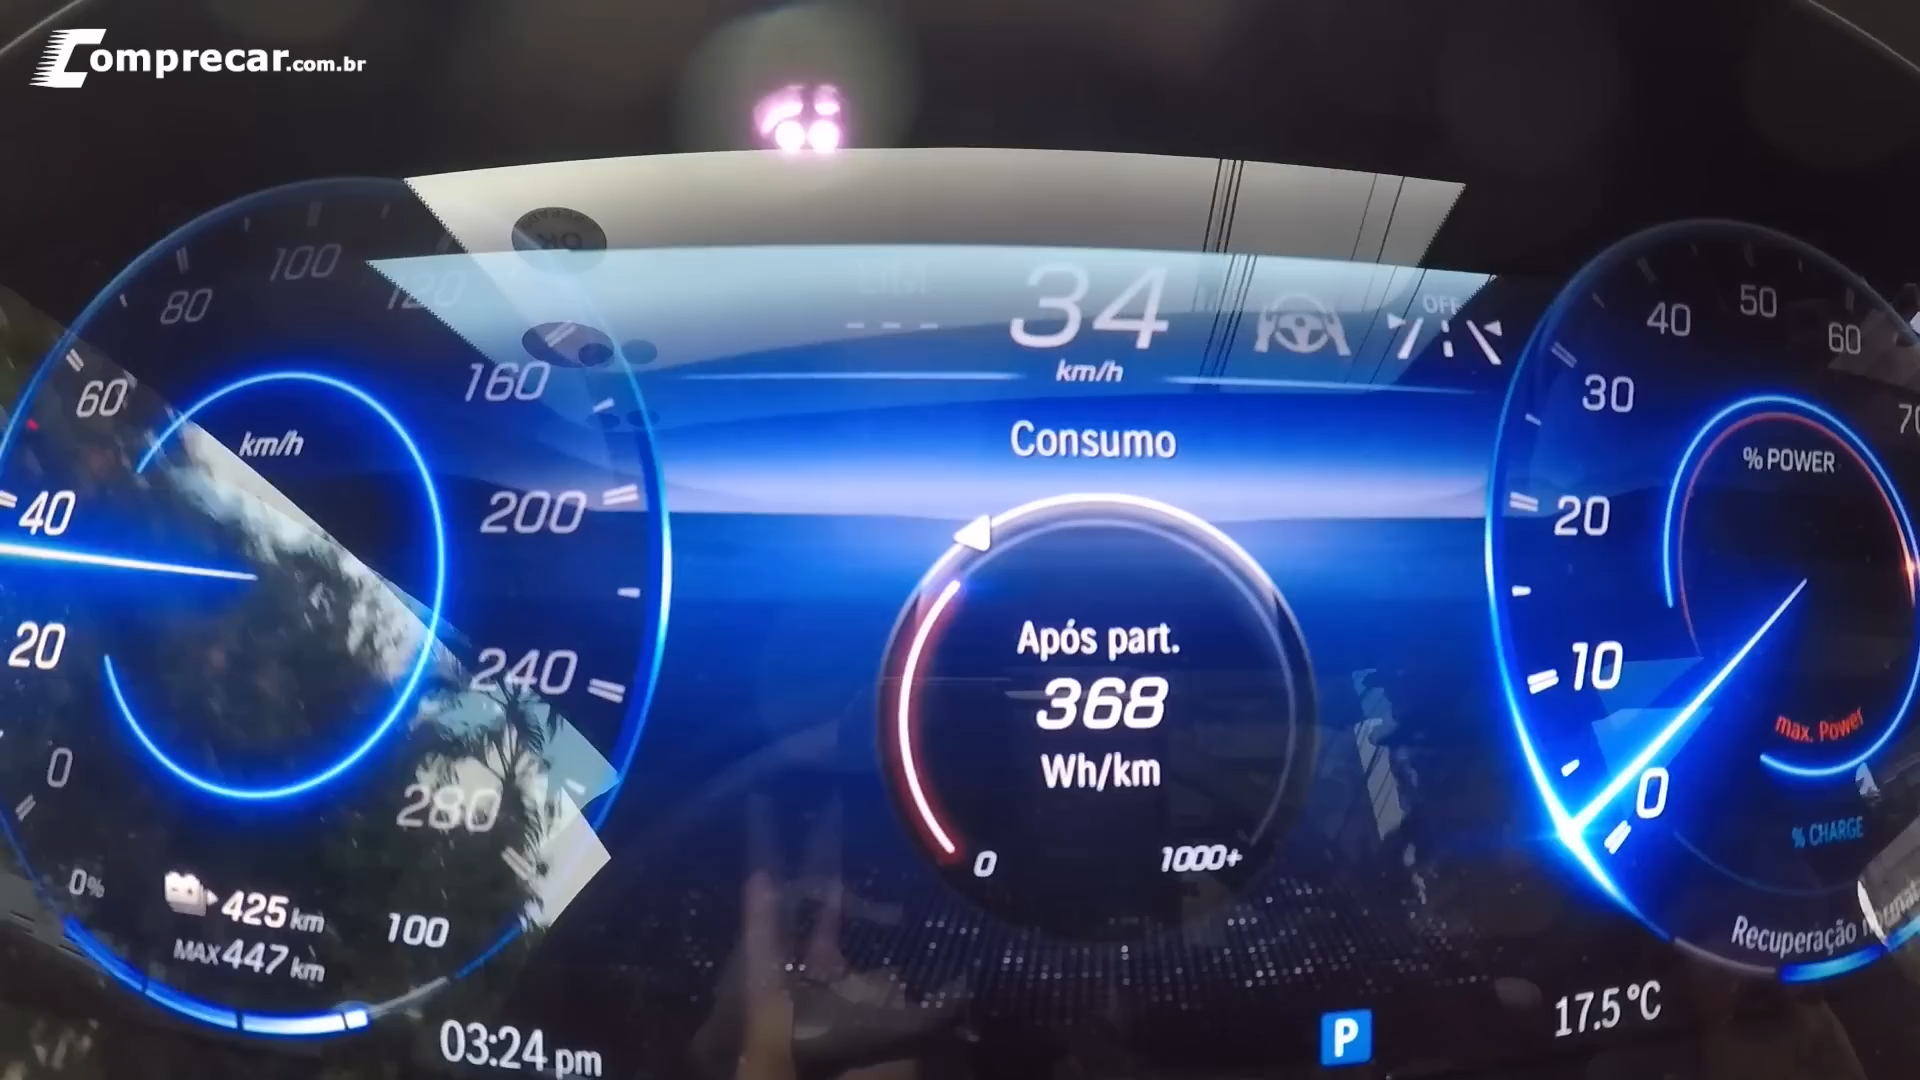 Comprecar.com.br
34
km/h
OFF
Consumo
Após part.
368
Wh/km
0
1000+
km/h
0
20
40
60
80
100
120
160
200
240
280
0%
425 km
MAX 447 km
100
03:24 pm
% POWER
0
10
20
30
40
50
60
max. Power
% CHARGE
Recuperação
P
17.5°C